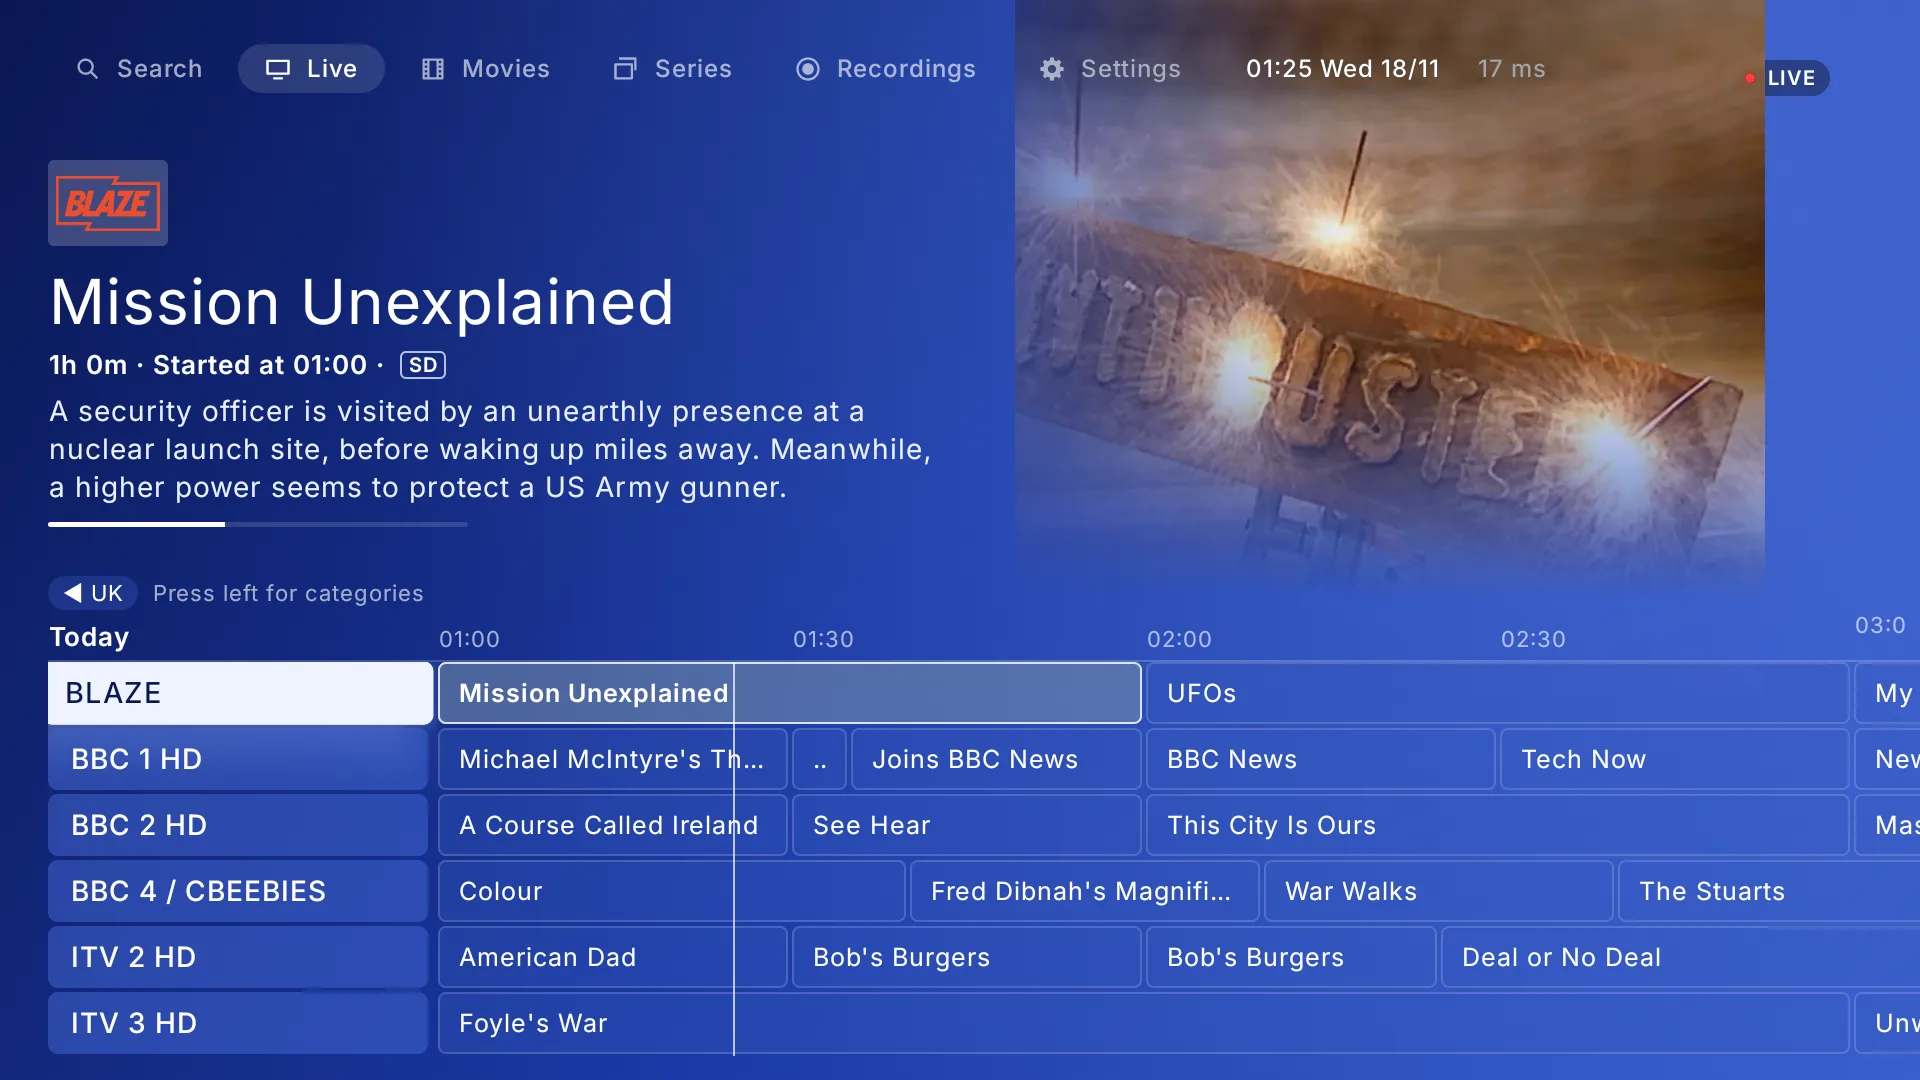 Search
Live
Movies
Series
Recordings
Settings
01:25 Wed 18/11
17 ms
LIVE
BLAZE
Mission Unexplained
1h 0m · Started at 01:00 · SD
A security officer is visited by an unearthly presence at a
nuclear launch site, before waking up miles away. Meanwhile,
a higher power seems to protect a US Army gunner.
UK
Press left for categories
Today
01:00
01:30
02:00
02:30
03:0
BLAZE
Mission Unexplained
UFOs
My
BBC 1 HD
Michael McIntyre's Th...
..
Joins BBC News
BBC News
Tech Now
New
BBC 2 HD
A Course Called Ireland
See Hear
This City Is Ours
Mas
BBC 4 / CBEEBIES
Colour
Fred Dibnah's Magnifi...
War Walks
The Stuarts
ITV 2 HD
American Dad
Bob's Burgers
Bob's Burgers
Deal or No Deal
ITV 3 HD
Foyle's War
Unw